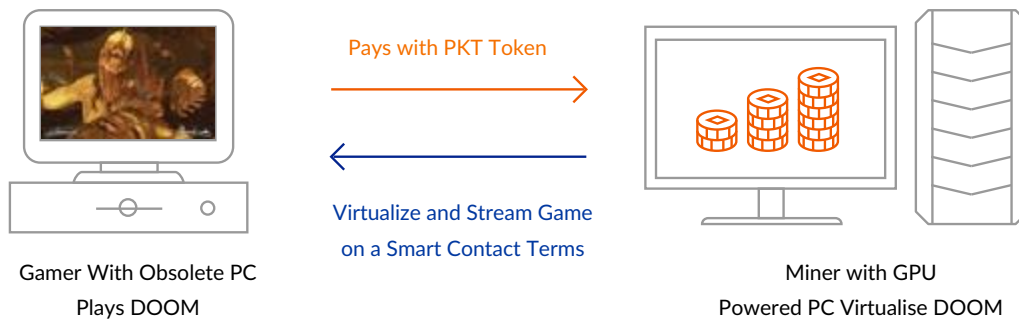 Pays with PKT Token
Virtualize and Stream Game
on a Smart Contact Terms
Gamer With Obsolete PC
Plays DOOM
Miner with GPU
Powered PC Virtualise DOOM